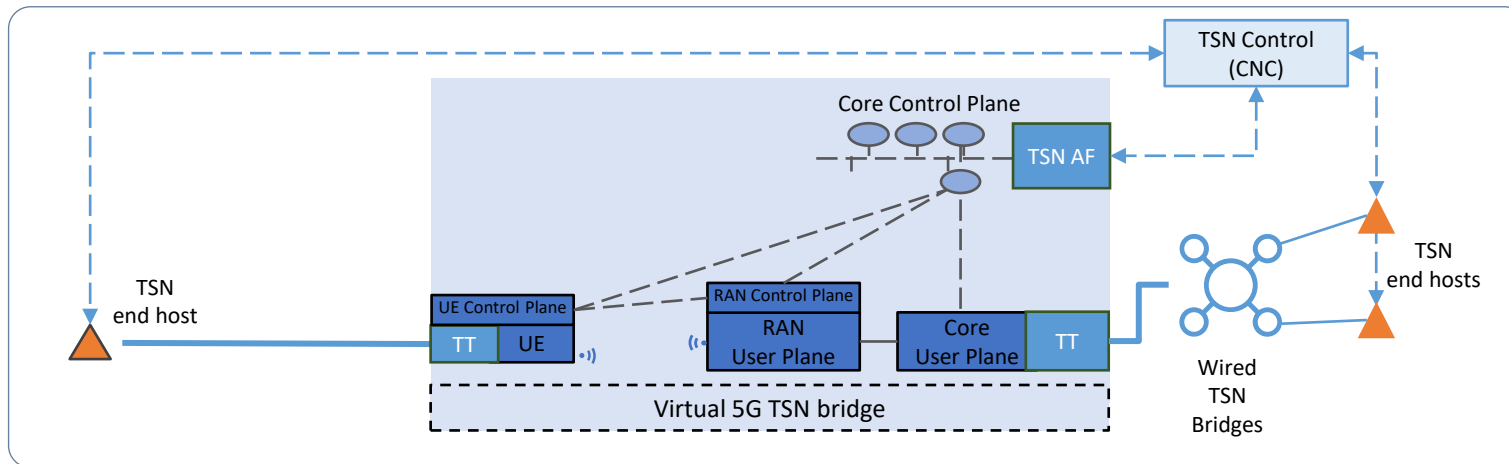 TSN Control
(CNC)
Core Control Plane
TSN AF
TSN
end host
TSN
end hosts
UE Control Plane
TT
UE
RAN Control Plane
RAN
User Plane
Core
User Plane
TT
Wired
TSN
Bridges
Virtual 5G TSN bridge